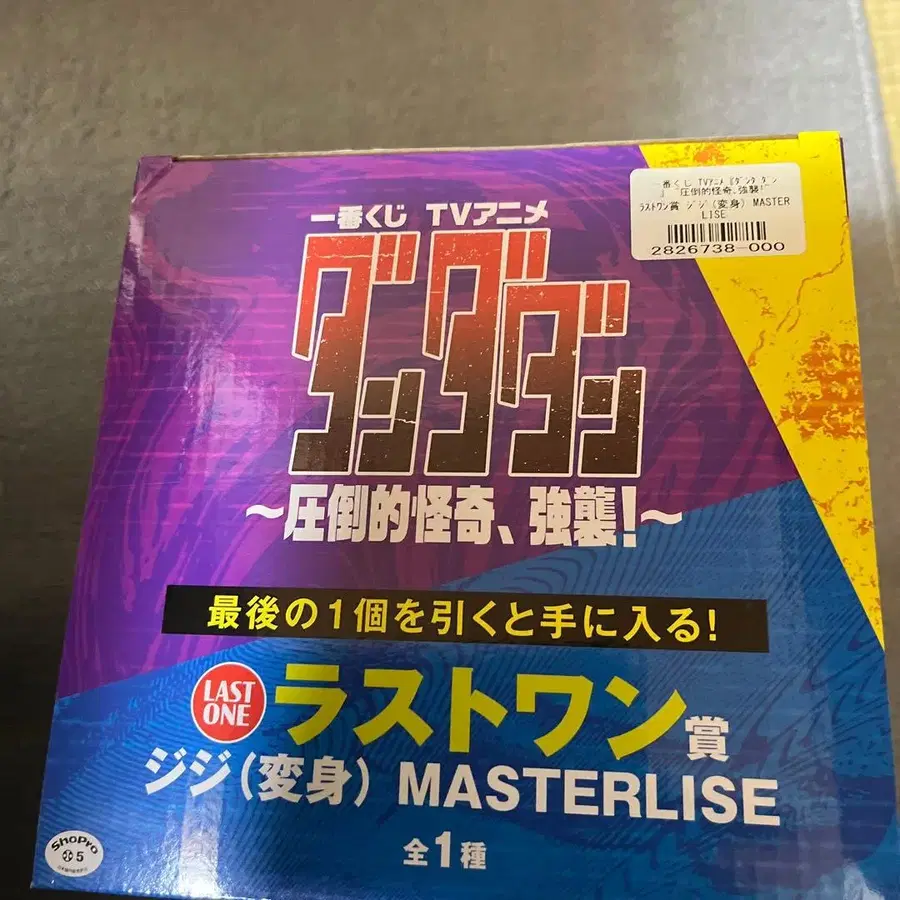 一番くじ TVアニメ『ダンダダン
』 圧倒的怪奇、強襲!
ラストワン賞 ジジ(変身) MASTER
LISE
2826738-000
一番くじ TVアニメ
ダンダダン
~圧倒的怪奇、強襲!~
最後の1個を引くと手に入る!
LAST
ONE
ラストワン賞
ジジ(変身) MASTERLISE
全1種
ShoPro
5